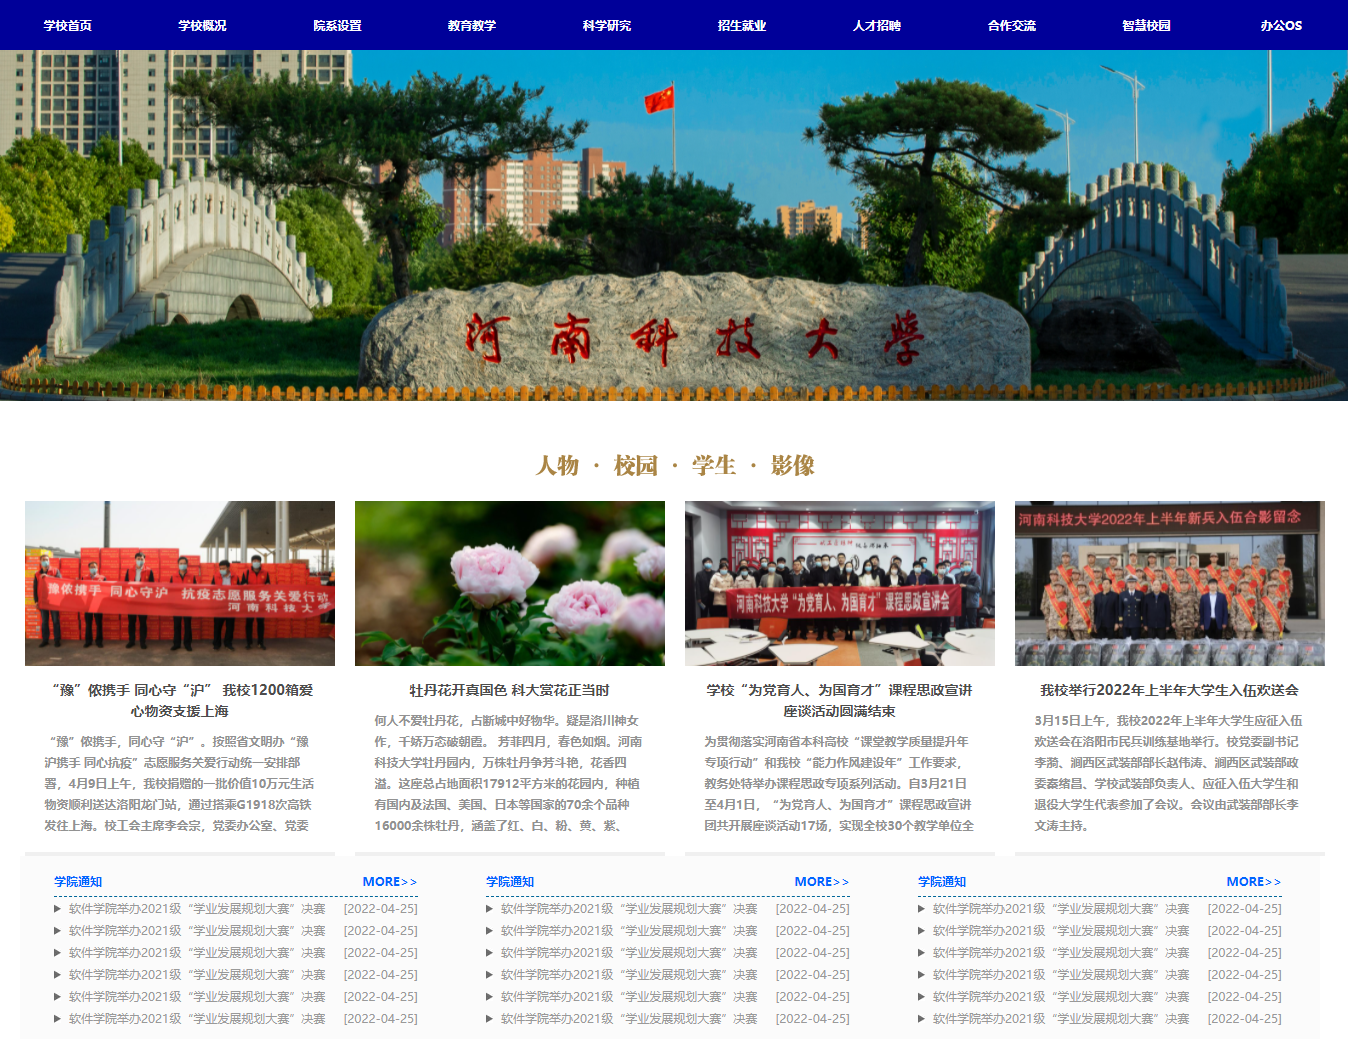 学校首页 学校概况 院系设置 教育教学 科学研究 招生就业 人才招聘 合作交流 智慧校园 办公OS
河南科技大学
人物 · 校园 · 学生 · 影像
豫侬携手 同心守沪 抗疫志愿服务关爱行动
河南科技大
河南科技大学“为党育人、为国育才”课程思政宣讲会
河南科技大学2022年上半年新兵入伍合影留念
“豫”侬携手 同心守“沪” 我校1200箱爱
心物资支援上海
“豫”侬携手，同心守“沪”。按照省文明办“豫
沪携手 同心抗疫”志愿服务关爱行动统一安排部
署，4月9日上午，我校捐赠的一批价值10万元生活
物资顺利送达洛阳龙门站，通过搭乘G1918次高铁
发往上海。校工会主席李会宗，党委办公室、党委
牡丹花开真国色 科大赏花正当时
何人不爱牡丹花，占断城中好物华。疑是洛川神女
作，千娇万态破朝霞。 芳菲四月，春色如烟。河南
科技大学牡丹园内，万株牡丹争芳斗艳，花香四
溢。这座总占地面积17912平方米的花园内，种植
有国内及法国、美国、日本等国家的70余个品种
16000余株牡丹，涵盖了红、白、粉、黄、紫、
学校“为党育人、为国育才”课程思政宣讲
座谈活动圆满结束
为贯彻落实河南省本科高校“课堂教学质量提升年
专项行动”和我校“能力作风建设年”工作要求，
教务处特举办课程思政专项系列活动。自3月21日
至4月1日，“为党育人、为国育才”课程思政宣讲
团共开展座谈活动17场，实现全校30个教学单位全
我校举行2022年上半年大学生入伍欢送会
3月15日上午，我校2022年上半年大学生应征入伍
欢送会在洛阳市民兵训练基地举行。校党委副书记
李漪、涧西区武装部部长赵伟涛、涧西区武装部政
委秦绪昌、学校武装部负责人、应征入伍大学生和
退役大学生代表参加了会议。会议由武装部部长李
文涛主持。
学院通知 MORE>>
软件学院举办2021级“学业发展规划大赛”决赛 [2022-04-25]
软件学院举办2021级“学业发展规划大赛”决赛 [2022-04-25]
软件学院举办2021级“学业发展规划大赛”决赛 [2022-04-25]
软件学院举办2021级“学业发展规划大赛”决赛 [2022-04-25]
软件学院举办2021级“学业发展规划大赛”决赛 [2022-04-25]
软件学院举办2021级“学业发展规划大赛”决赛 [2022-04-25]
学院通知 MORE>>
软件学院举办2021级“学业发展规划大赛”决赛 [2022-04-25]
软件学院举办2021级“学业发展规划大赛”决赛 [2022-04-25]
软件学院举办2021级“学业发展规划大赛”决赛 [2022-04-25]
软件学院举办2021级“学业发展规划大赛”决赛 [2022-04-25]
软件学院举办2021级“学业发展规划大赛”决赛 [2022-04-25]
软件学院举办2021级“学业发展规划大赛”决赛 [2022-04-25]
学院通知 MORE>>
软件学院举办2021级“学业发展规划大赛”决赛 [2022-04-25]
软件学院举办2021级“学业发展规划大赛”决赛 [2022-04-25]
软件学院举办2021级“学业发展规划大赛”决赛 [2022-04-25]
软件学院举办2021级“学业发展规划大赛”决赛 [2022-04-25]
软件学院举办2021级“学业发展规划大赛”决赛 [2022-04-25]
软件学院举办2021级“学业发展规划大赛”决赛 [2022-04-25]